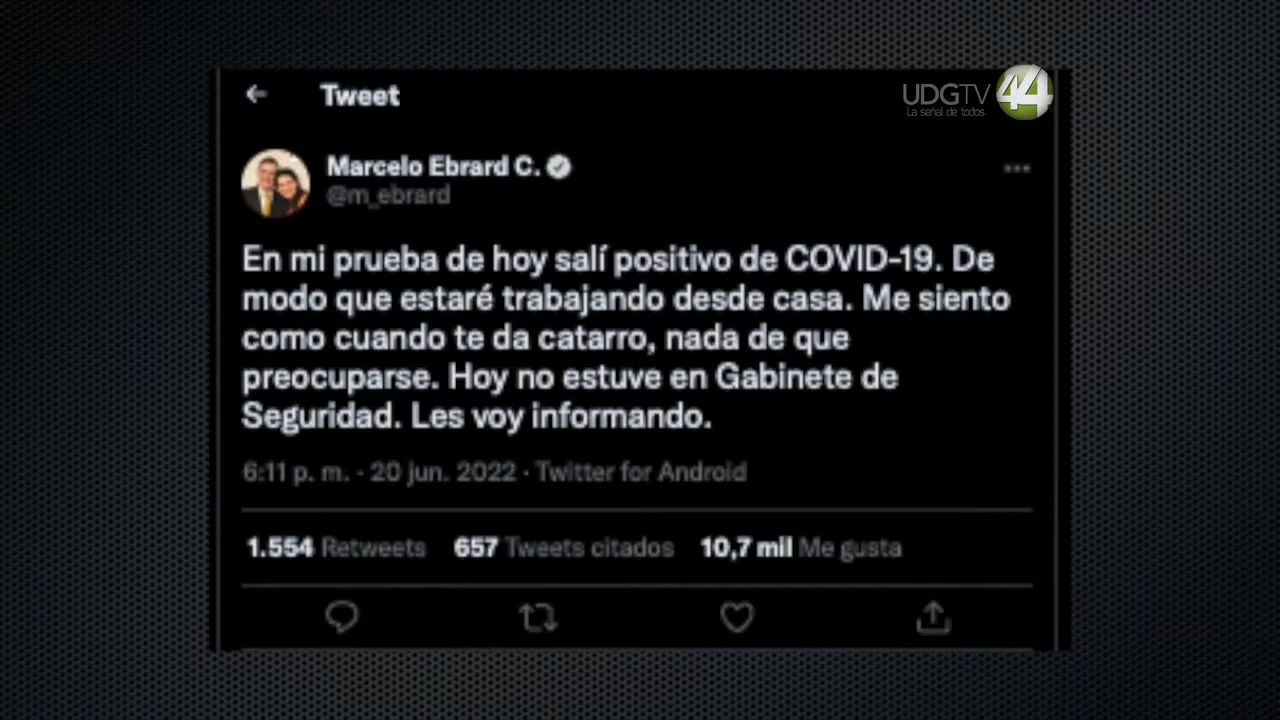 UDGTV 44
La señal de todos
Tweet
Marcelo Ebrard C.
@m_ebrard
En mi prueba de hoy salí positivo de COVID-19. De
modo que estaré trabajando desde casa. Me siento
como cuando te da catarro, nada de que
preocuparse. Hoy no estuve en Gabinete de
Seguridad. Les voy informando.
6:11 p. m. · 20 jun. 2022 · Twitter for Android
1.554 Retweets 657 Tweets citados 10,7 mil Me gusta